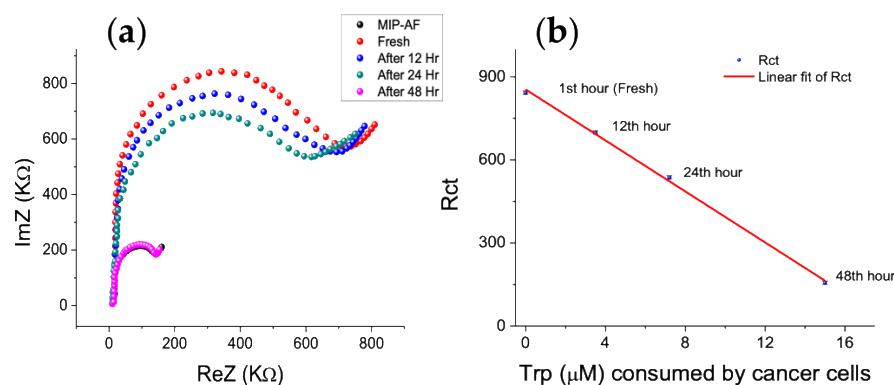 (a)
MIP-AF
Fresh
After 12 Hr
After 24 Hr
After 48 Hr
800
600
400
200
0
0 200 400 600 800
ImZ (KΩ)
ReZ (KΩ)
(b)
Rct
Linear fit of Rct
1st hour (Fresh)
12th hour
24th hour
48th hour
900
600
300
0
0 4 8 12 16
Rct
Trp (μM) consumed by cancer cells